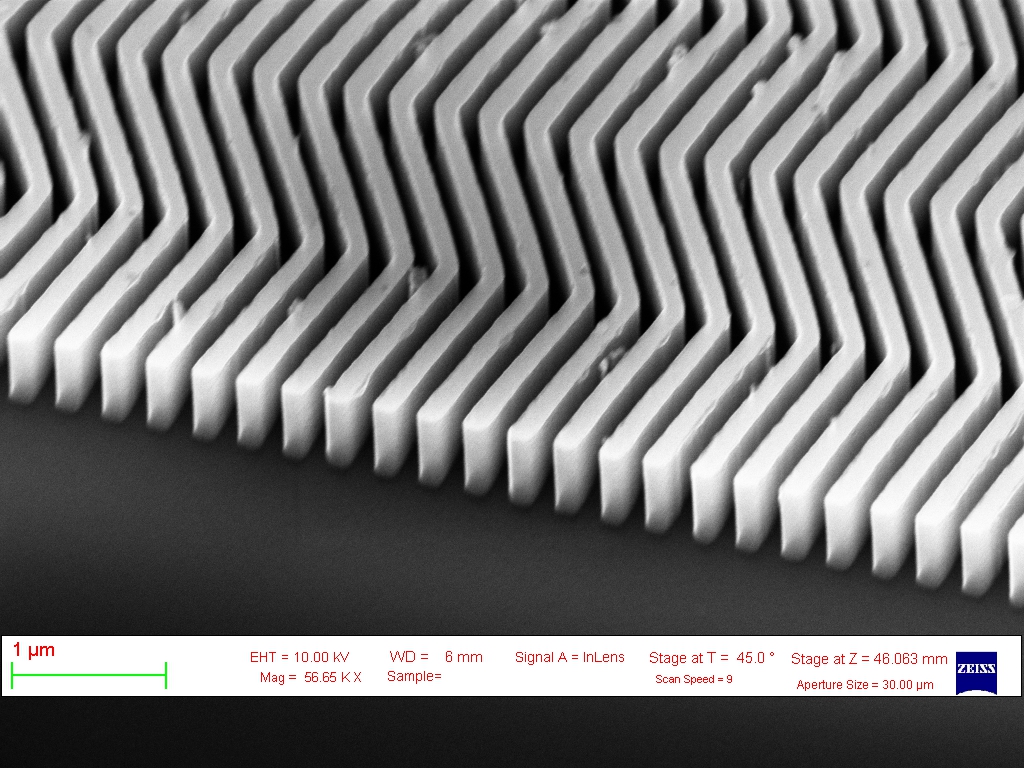 1 µm
EHT = 10.00 kV WD = 6 mm Signal A = InLens Stage at T = 45.0 ° Stage at Z = 46.063 mm
Mag = 56.65 K X Sample= Scan Speed = 9 Aperture Size = 30.00 µm
ZEISS